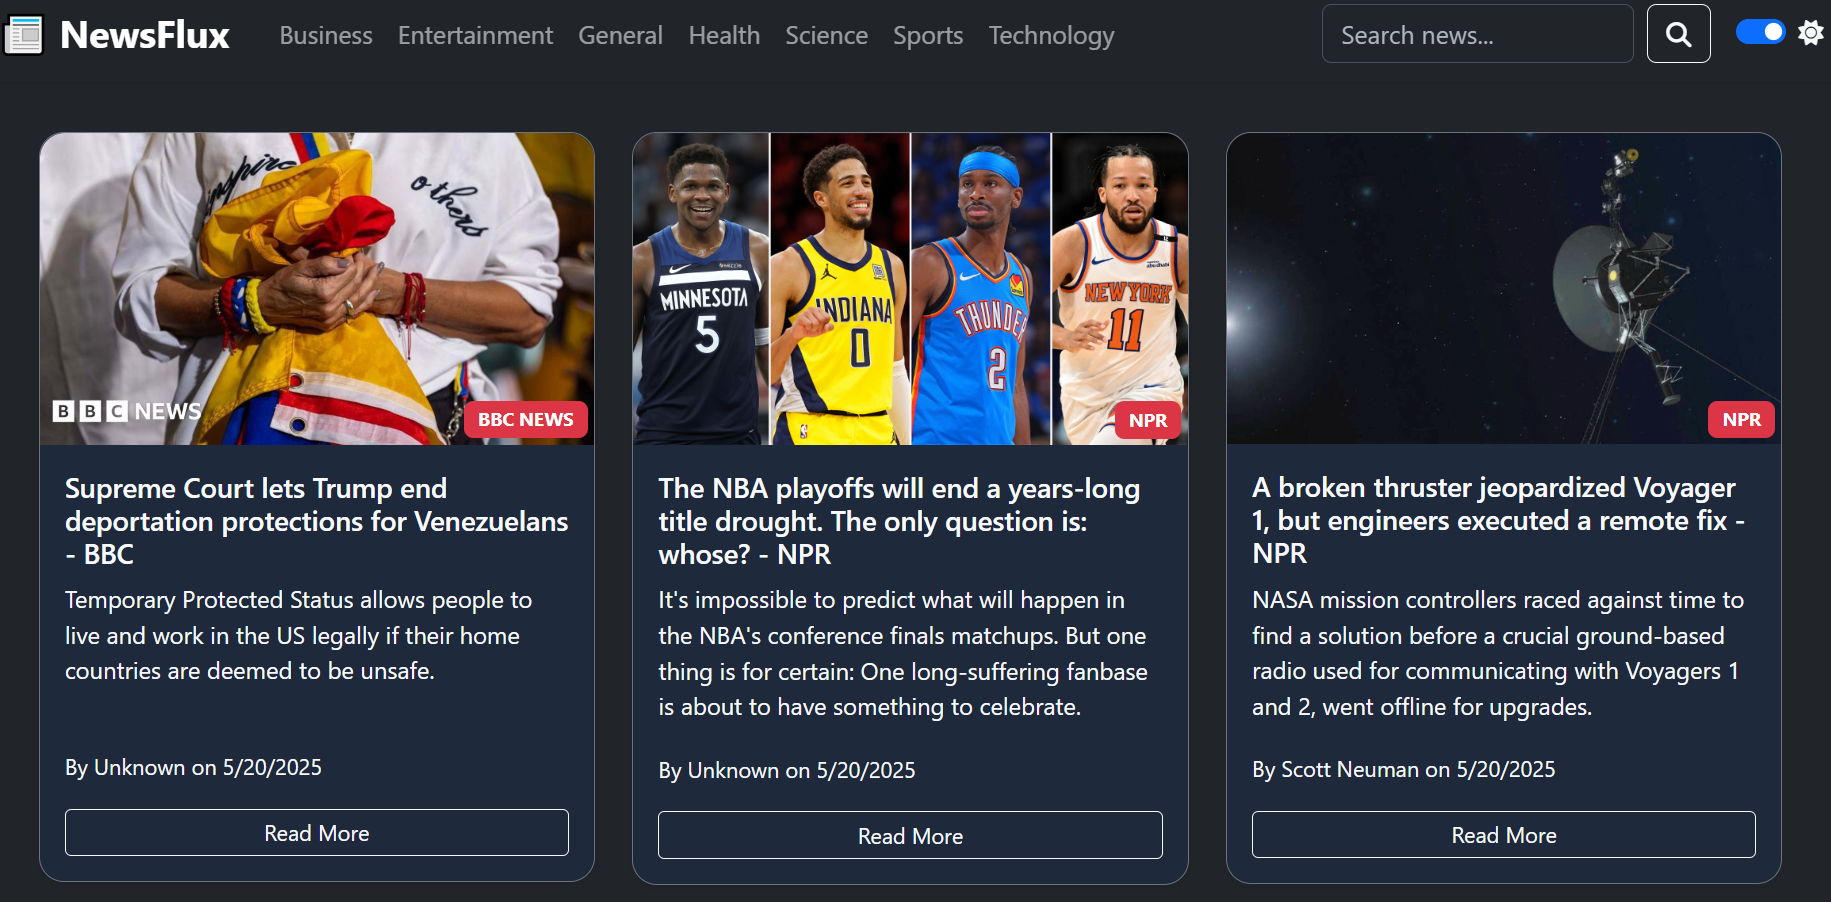 NewsFlux
Business Entertainment General Health Science Sports Technology
Search news...
inspire
others
BBC NEWS
BBC NEWS
Supreme Court lets Trump end
deportation protections for Venezuelans
- BBC
Temporary Protected Status allows people to
live and work in the US legally if their home
countries are deemed to be unsafe.
By Unknown on 5/20/2025
Read More
MINNESOTA
5
INDIANA
0
THUNDER
2
NEW YORK
11
NPR
The NBA playoffs will end a years-long
title drought. The only question is:
whose? - NPR
It's impossible to predict what will happen in
the NBA's conference finals matchups. But one
thing is for certain: One long-suffering fanbase
is about to have something to celebrate.
By Unknown on 5/20/2025
Read More
NPR
A broken thruster jeopardized Voyager
1, but engineers executed a remote fix -
NPR
NASA mission controllers raced against time to
find a solution before a crucial ground-based
radio used for communicating with Voyagers 1
and 2, went offline for upgrades.
By Scott Neuman on 5/20/2025
Read More